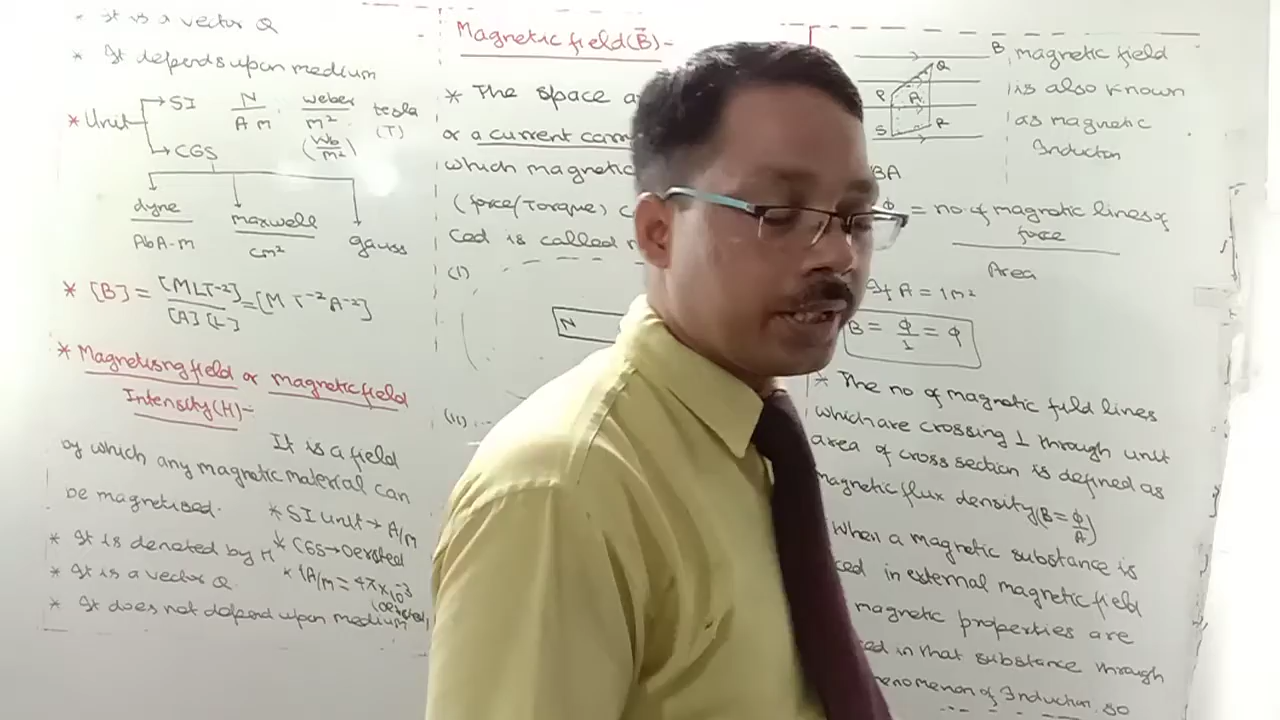 * It is a vector Q
* It depends upon medium
* Unit → SI N/A m weber/m² (Wb/m²) tesla (T)
→ CGS
dyne/AbA-m maxwell/cm² gauss
* [B] = [MLT⁻²]/[A][L] = [M T⁻² A⁻²]
* Magnetising field or magnetic field
Intensity (H)-
It is a field
by which any magnetic material can
be magnetised.
* SI unit → A/m
* CGS → oersted
* 1A/m = 4π×10⁻³
(oersted)
* It is denoted by H
* It is a vector Q.
* It does not depend upon medium
Magnetic field (B⃗)-
* The space a
or a current carr
which magnetic
(force/Torque)
ced is called
(I)
N
(II)
B
Q
P
A
S
R
BA
magnetic field
is also known
as magnetic
Induction
ϕ = no of magnetic lines of force/Area
If A = 1m²
B = ϕ/1 = ϕ
* The no of magnetic field lines
which are crossing ⊥ through unit
area of cross section is defined as
magnetic flux density (B = ϕ/A)
When a magnetic substance is
ced in external magnetic field
magnetic properties are
ced in that substance through
henomenon of Induction. so